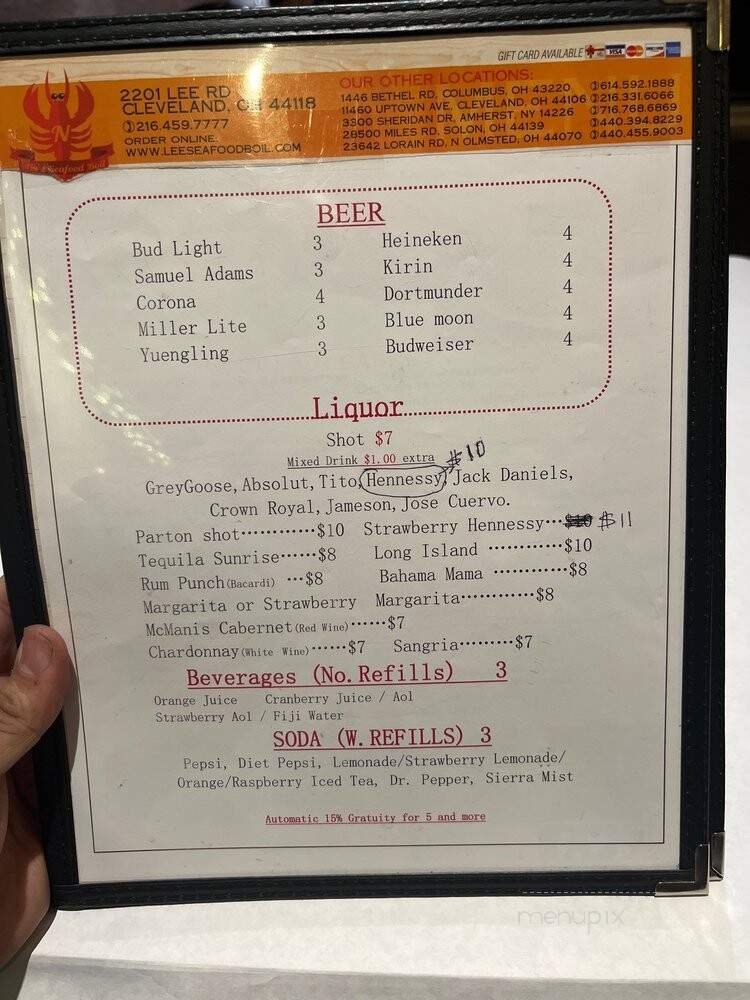 GIFT CARD AVAILABLE VISA
2201 LEE RD
CLEVELAND, OH 44118
216.459.7777
ORDER ONLINE:
WWW.LEESEAFOODBOIL.COM
N
Seafood Boil
OUR OTHER LOCATIONS:
1446 BETHEL RD, COLUMBUS, OH 43220 614.592.1888
11460 UPTOWN AVE, CLEVELAND, OH 44106 216.331.6066
3300 SHERIDAN DR, AMHERST, NY 14226 716.768.6869
28500 MILES RD, SOLON, OH 44139 440.394.8229
23642 LORAIN RD, N OLMSTED, OH 44070 440.455.9003
BEER
Bud Light 3 Heineken 4
Samuel Adams 3 Kirin 4
Corona 4 Dortmunder 4
Miller Lite 3 Blue moon 4
Yuengling 3 Budweiser 4
Liquor
Shot $7
Mixed Drink $1.00 extra $10
GreyGoose, Absolut, Tito, Hennessy, Jack Daniels,
Crown Royal, Jameson, Jose Cuervo.
Parton shot············$10 Strawberry Hennessy··· $11
Tequila Sunrise······$8 Long Island ············$10
Rum Punch(Bacardi) ···$8 Bahama Mama ············$8
Margarita or Strawberry Margarita············$8
McManis Cabernet(Red Wine)······$7
Chardonnay(White Wine)······$7 Sangria·········$7
Beverages (No. Refills) 3
Orange Juice Cranberry Juice / Aol
Strawberry Aol / Fiji Water
SODA (W. REFILLS) 3
Pepsi, Diet Pepsi, Lemonade/Strawberry Lemonade/
Orange/Raspberry Iced Tea, Dr. Pepper, Sierra Mist
Automatic 15% Gratuity for 5 and more
menupix